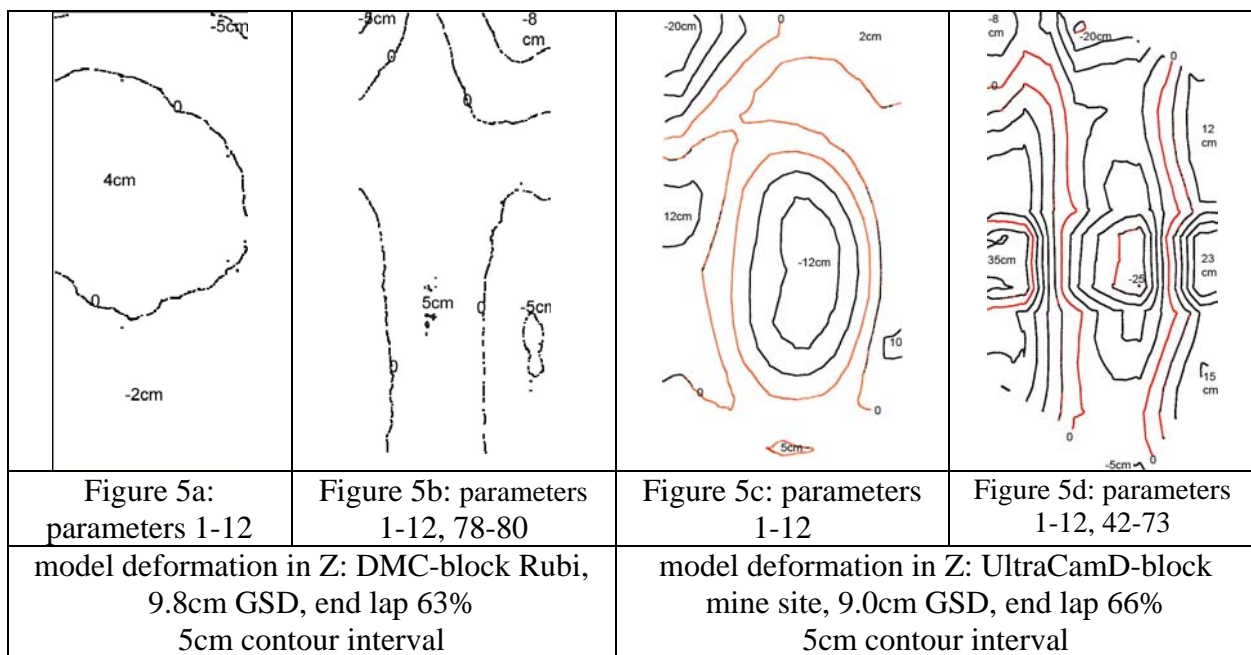 -5cm
0
4cm
0
-2cm
-5cm
-8
cm
0
0
5cm
0
-5cm
0
-20cm
0
2cm
12cm
-12cm
10
0
0
5cm
-8
cm
-20cm
0
12
cm
35cm
-25
23
cm
15
cm
0
0
-5cm
Figure 5a:
parameters 1-12
Figure 5b: parameters
1-12, 78-80
Figure 5c: parameters
1-12
Figure 5d: parameters
1-12, 42-73
model deformation in Z: DMC-block Rubi,
9.8cm GSD, end lap 63%
5cm contour interval
model deformation in Z: UltraCamD-block
mine site, 9.0cm GSD, end lap 66%
5cm contour interval